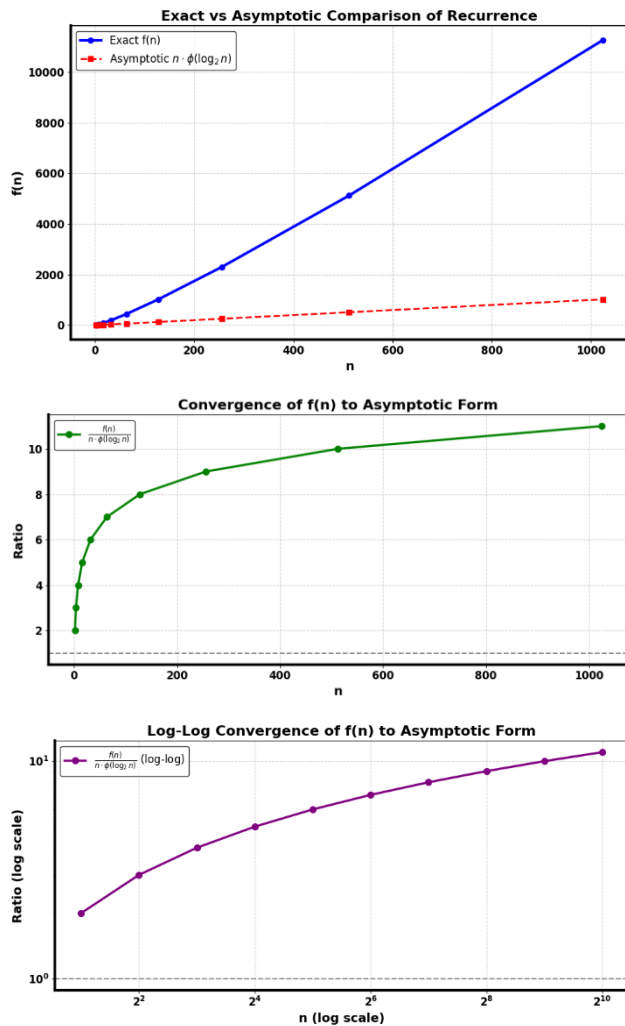 Exact vs Asymptotic Comparison of Recurrence
Exact f(n)
Asymptotic n · ϕ(log₂ n)
10000
8000
6000
4000
2000
0
f(n)
0 200 400 600 800 1000
n
Convergence of f(n) to Asymptotic Form
f(n) / n · ϕ(log₂ n)
10
8
6
4
2
Ratio
0 200 400 600 800 1000
n
Log-Log Convergence of f(n) to Asymptotic Form
f(n) / n · ϕ(log₂ n) (log-log)
10¹
10⁰
Ratio (log scale)
2² 2⁴ 2⁶ 2⁸ 2¹⁰
n (log scale)